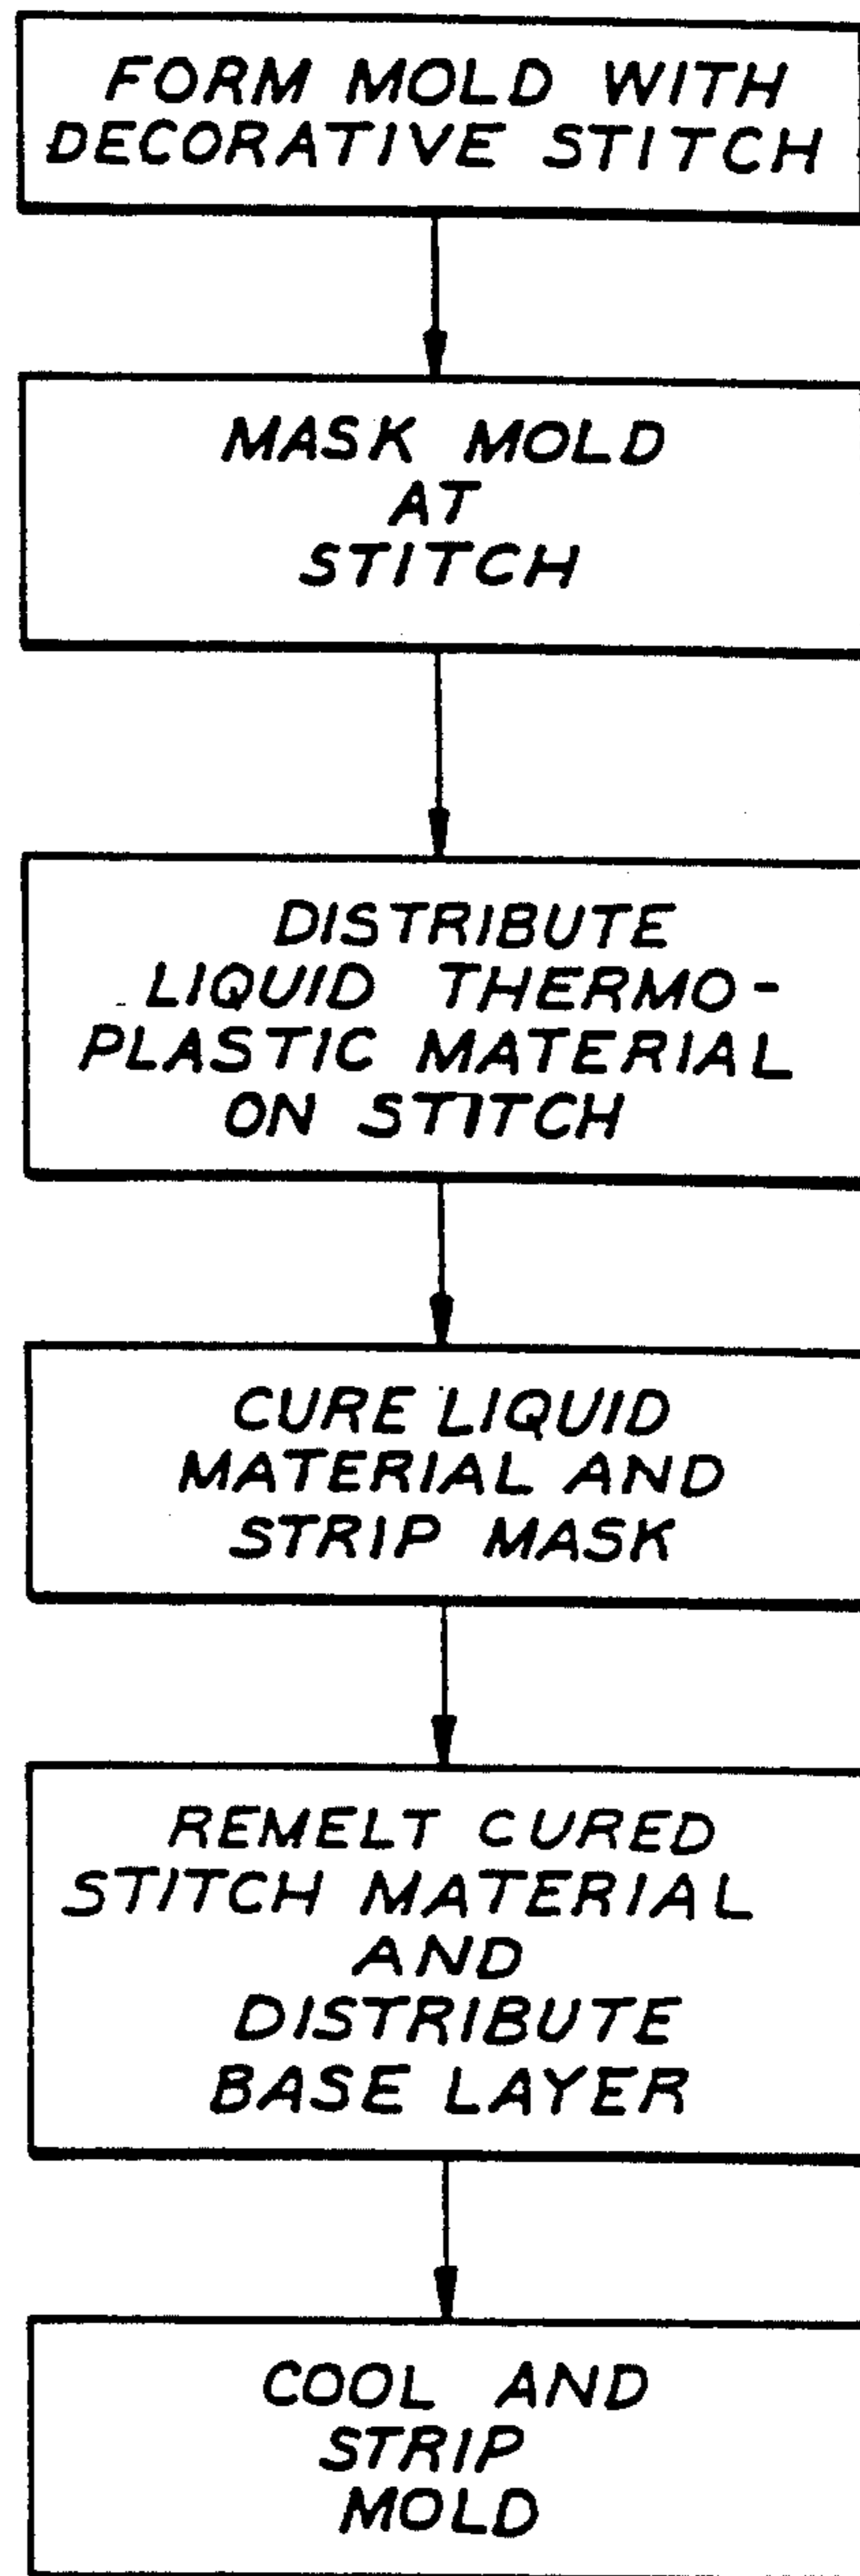 FORM MOLD WITH
DECORATIVE STITCH
MASK MOLD
AT
STITCH
DISTRIBUTE
LIQUID THERMO-
PLASTIC MATERIAL
ON STITCH
CURE LIQUID
MATERIAL AND
STRIP MASK
REMELT CURED
STITCH MATERIAL
AND
DISTRIBUTE
BASE LAYER
COOL AND
STRIP
MOLD